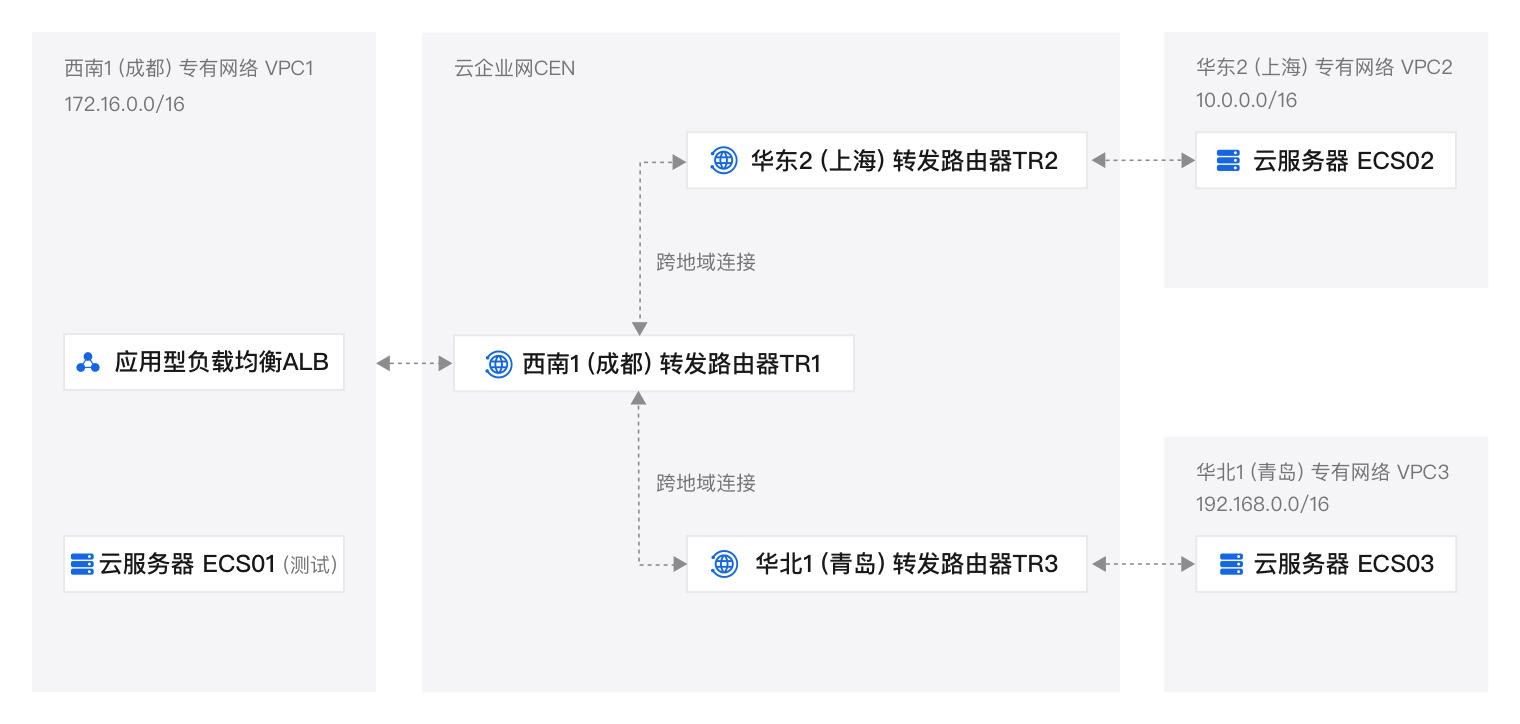 西南1（成都）专有网络 VPC1
172.16.0.0/16
应用型负载均衡ALB
云服务器 ECS01 (测试)
云企业网CEN
华东2（上海）转发路由器TR2
跨地域连接
西南1（成都）转发路由器TR1
跨地域连接
华北1（青岛）转发路由器TR3
华东2（上海）专有网络 VPC2
10.0.0.0/16
云服务器 ECS02
华北1（青岛）专有网络 VPC3
192.168.0.0/16
云服务器 ECS03